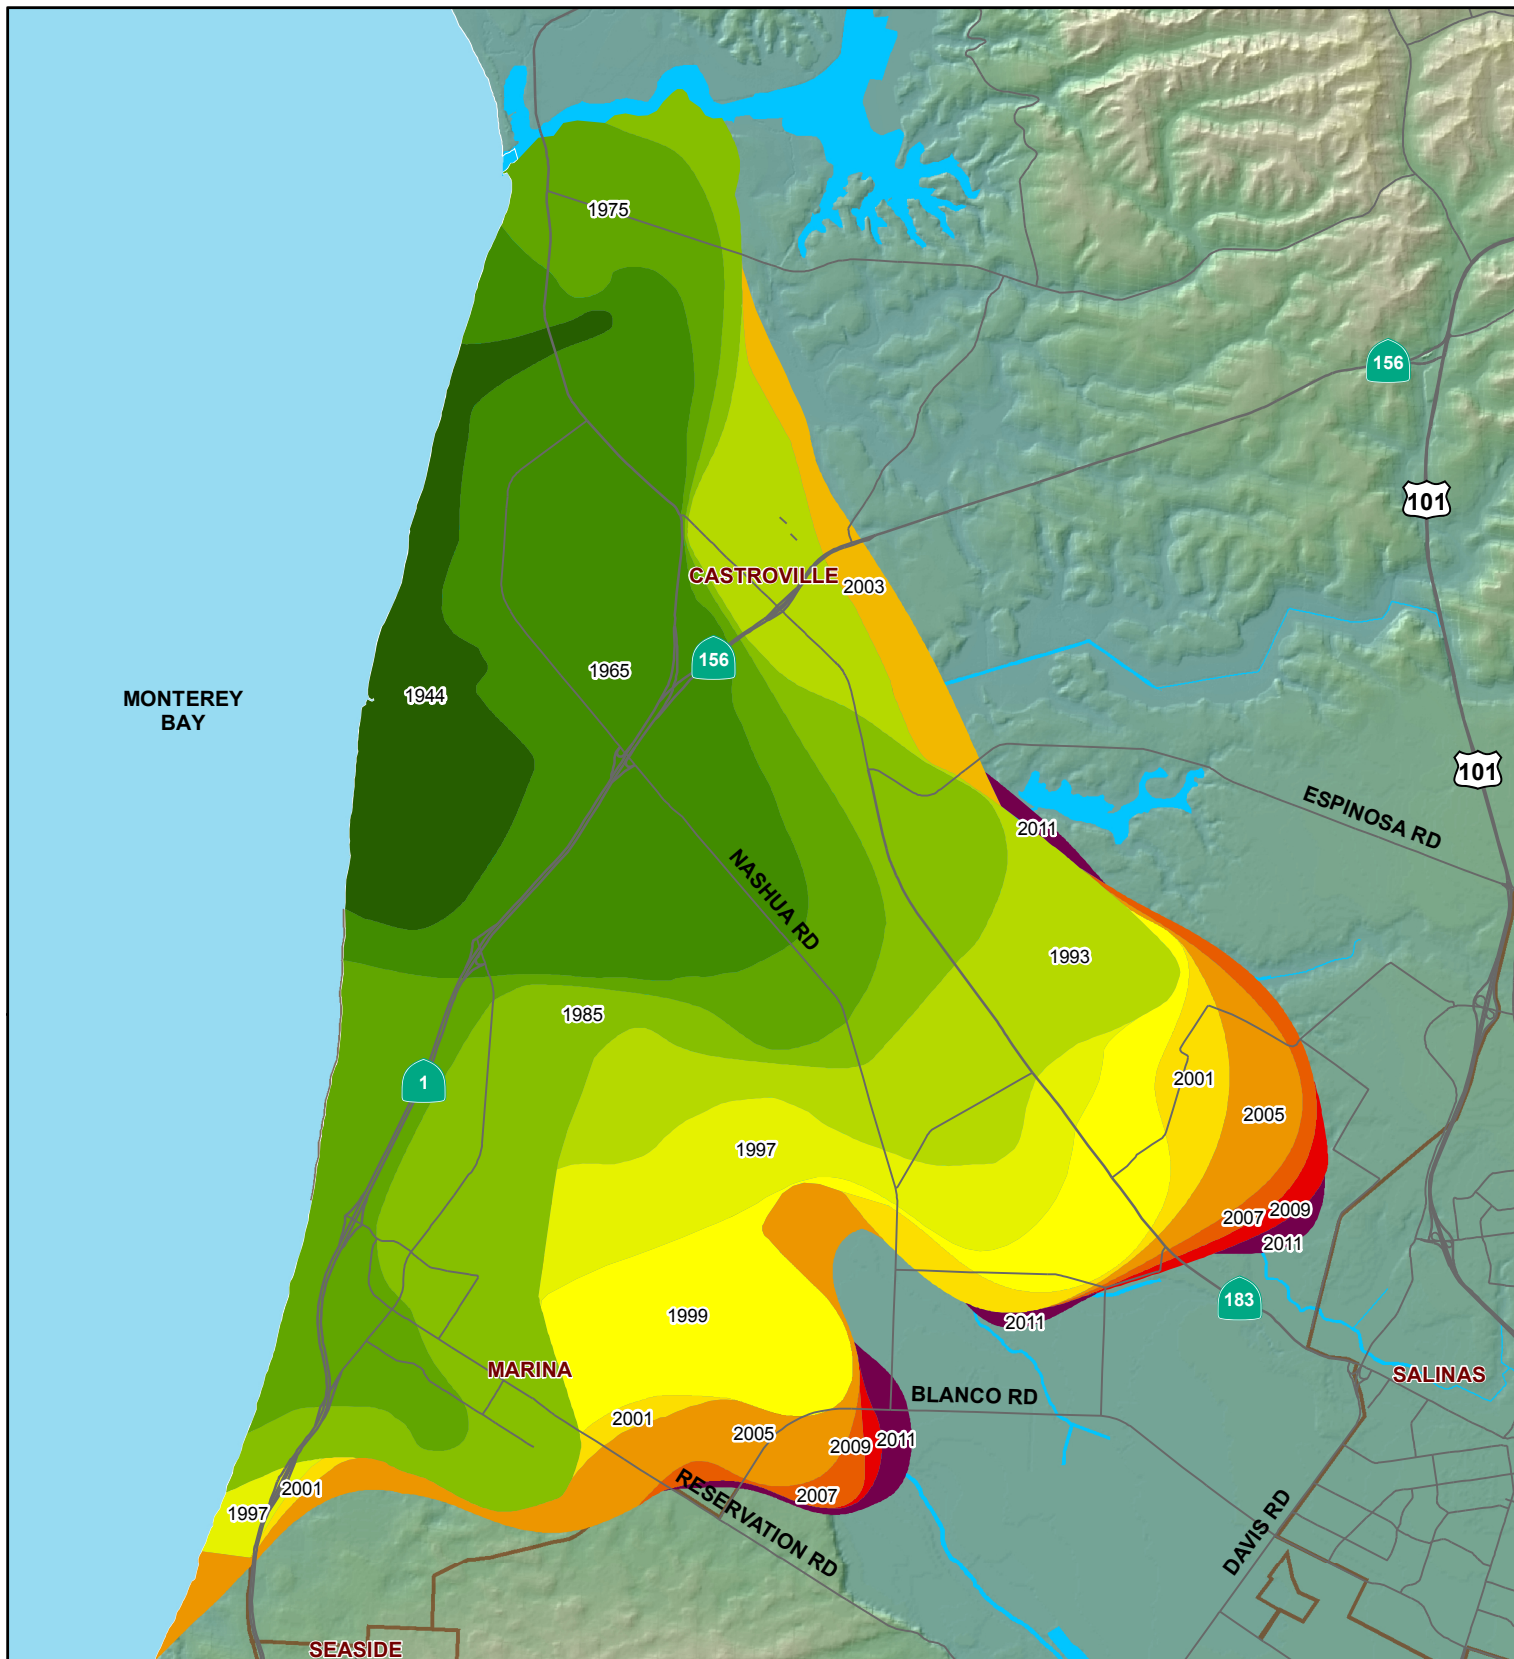 1975
156
101
CASTROVILLE
2003
156
1965
1944
MONTEREY
BAY
101
ESPINOSA RD
2011
NASHUA RD
1993
1985
1
2001
2005
1997
2009
2007
2011
183
1999
2011
MARINA
SALINAS
BLANCO RD
2001
2005
2009
2011
RESERVATION RD
2001
2007
1997
DAVIS RD
SEASIDE